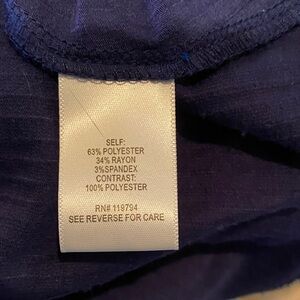 SELF:
63% POLYESTER
34% RAYON
3%SPANDEX
CONTRAST:
100% POLYESTER
RN# 119794
SEE REVERSE FOR CARE